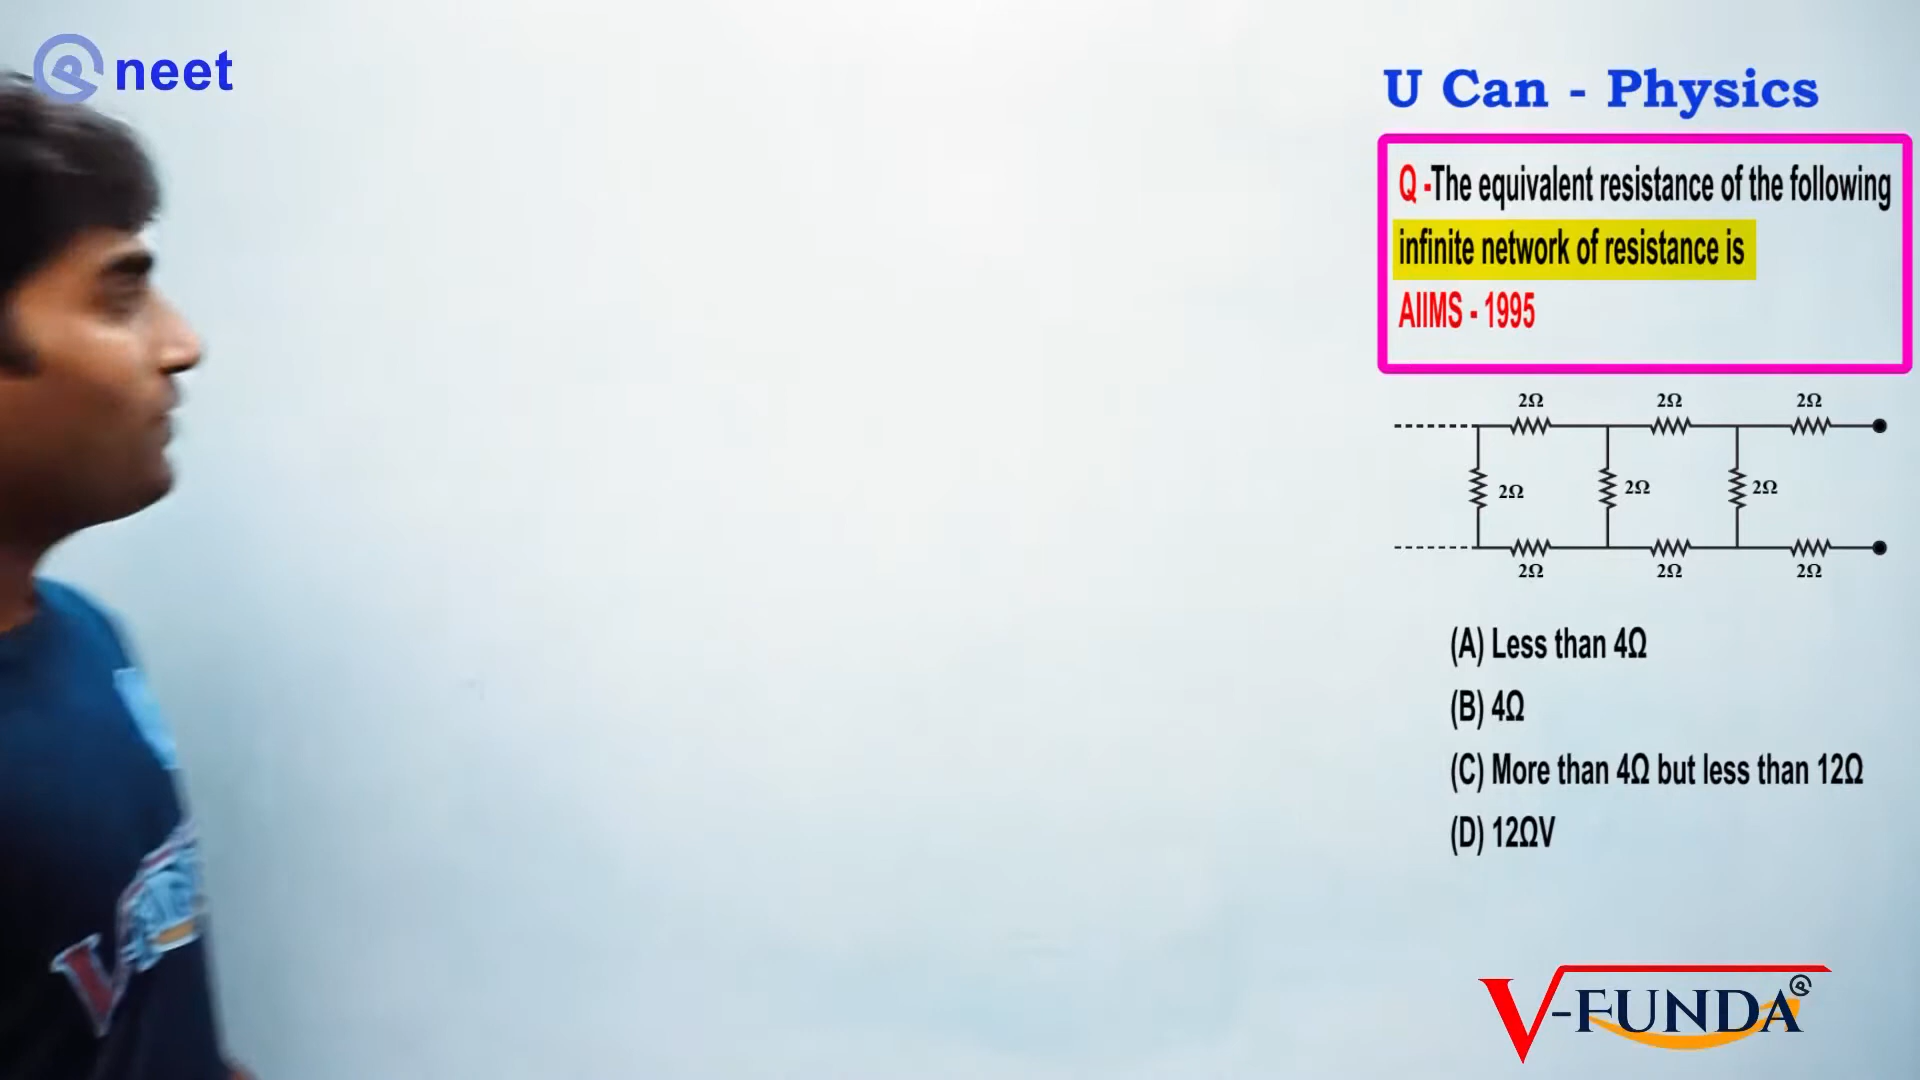 neet
U Can - Physics
Q -The equivalent resistance of the following
infinite network of resistance is
AIIMS - 1995
2Ω 2Ω 2Ω
2Ω 2Ω 2Ω
2Ω 2Ω 2Ω
(A) Less than 4Ω
(B) 4Ω
(C) More than 4Ω but less than 12Ω
(D) 12ΩV
V-FUNDA